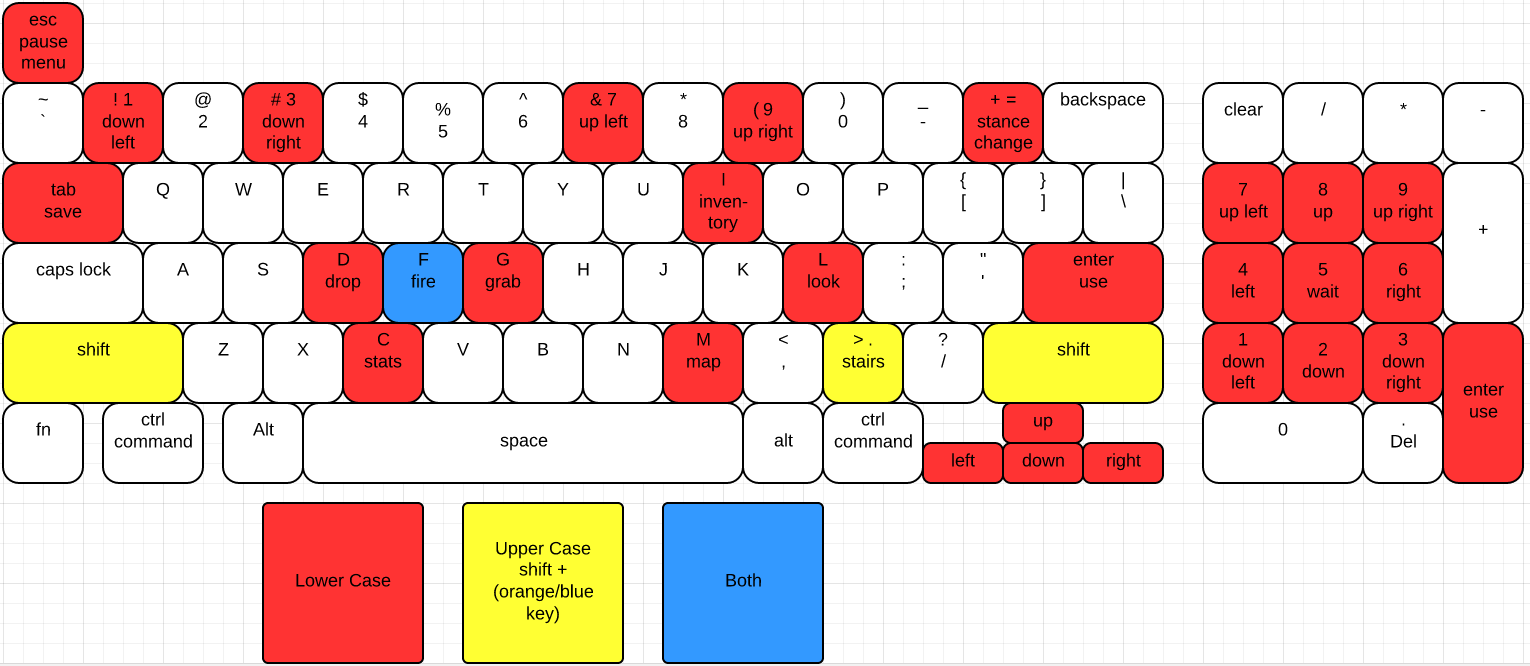 esc
pause
menu
~
`
! 1
down
left
@
2
# 3
down
right
$
4
%
5
^
6
& 7
up left
*
8
( 9
up right
)
0
_
-
+ =
stance
change
backspace
clear
/
*
-
tab
save
Q
W
E
R
T
Y
U
I
inven-
tory
O
P
{
[
}
]
|
\
7
up left
8
up
9
up right
+
caps lock
A
S
D
drop
F
fire
G
grab
H
J
K
L
look
:
;
"
'
enter
use
4
left
5
wait
6
right
shift
Z
X
C
stats
V
B
N
M
map
<
,
> .
stairs
?
/
shift
1
down
left
2
down
3
down
right
enter
use
fn
ctrl
command
Alt
space
alt
ctrl
command
up
left
down
right
0
.
Del
Lower Case
Upper Case
shift +
(orange/blue
key)
Both